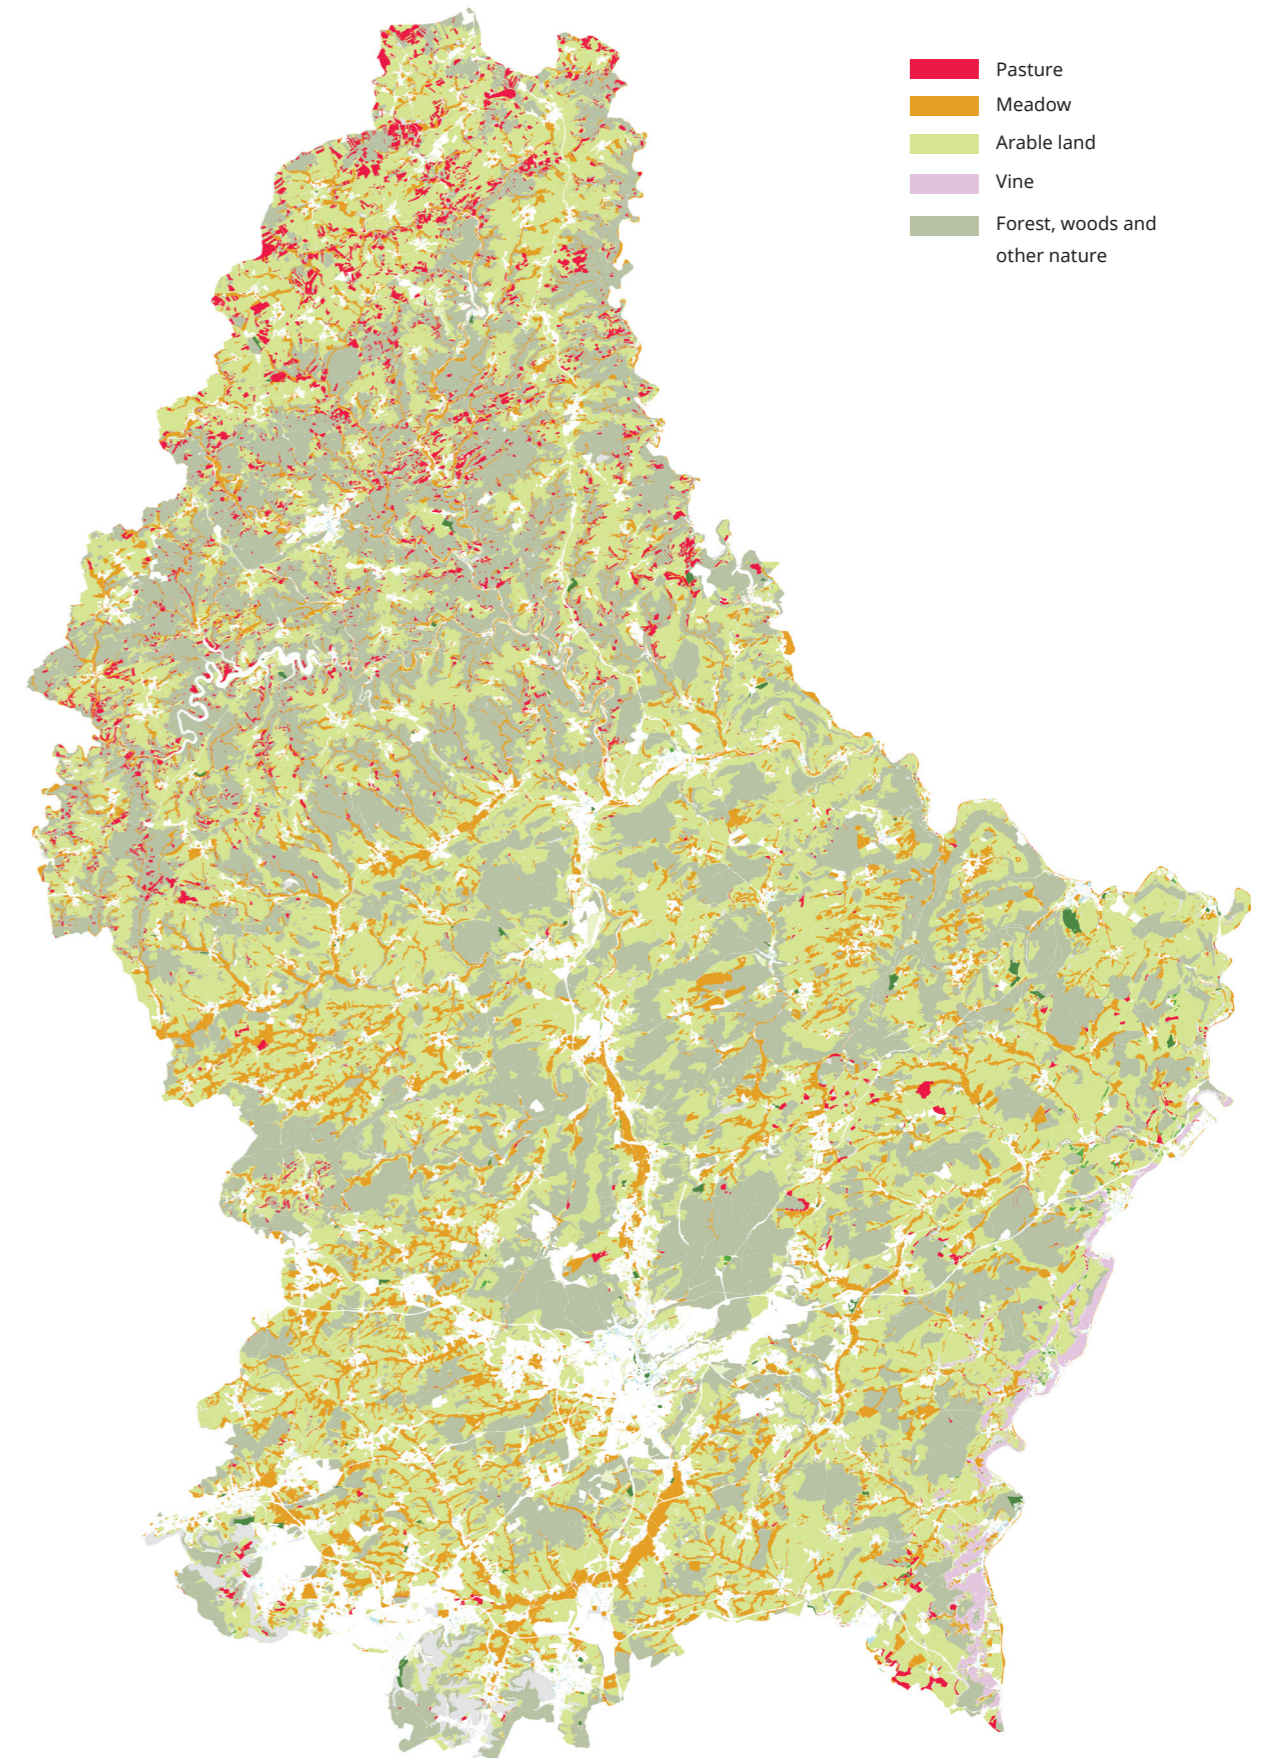 Pasture
Meadow
Arable land
Vine
Forest, woods and
other nature